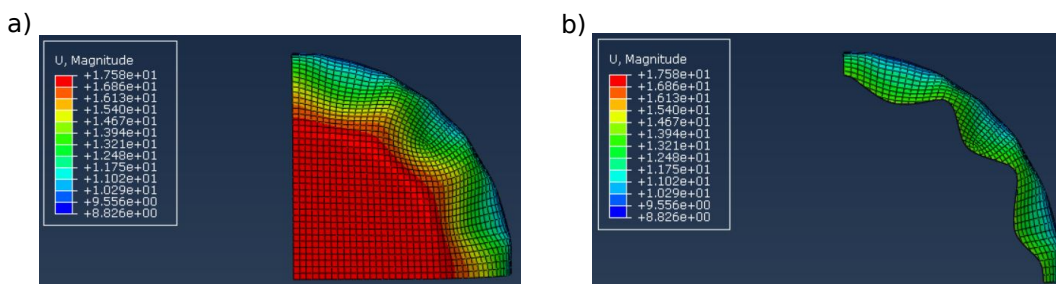 a)
U, Magnitude
+1.758e+01
+1.686e+01
+1.613e+01
+1.540e+01
+1.467e+01
+1.394e+01
+1.321e+01
+1.248e+01
+1.175e+01
+1.102e+01
+1.029e+01
+9.556e+00
+8.826e+00
b)
U, Magnitude
+1.758e+01
+1.686e+01
+1.613e+01
+1.540e+01
+1.467e+01
+1.394e+01
+1.321e+01
+1.248e+01
+1.175e+01
+1.102e+01
+1.029e+01
+9.556e+00
+8.826e+00